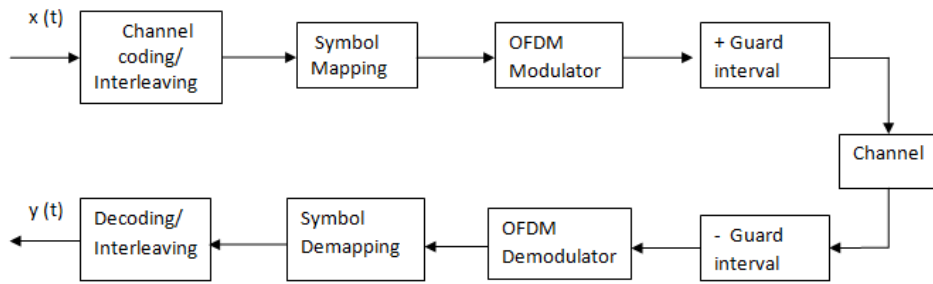 x (t)
Channel
coding/
Interleaving
Symbol
Mapping
OFDM
Modulator
+ Guard
interval
Channel
y (t)
Decoding/
Interleaving
Symbol
Demapping
OFDM
Demodulator
- Guard
interval